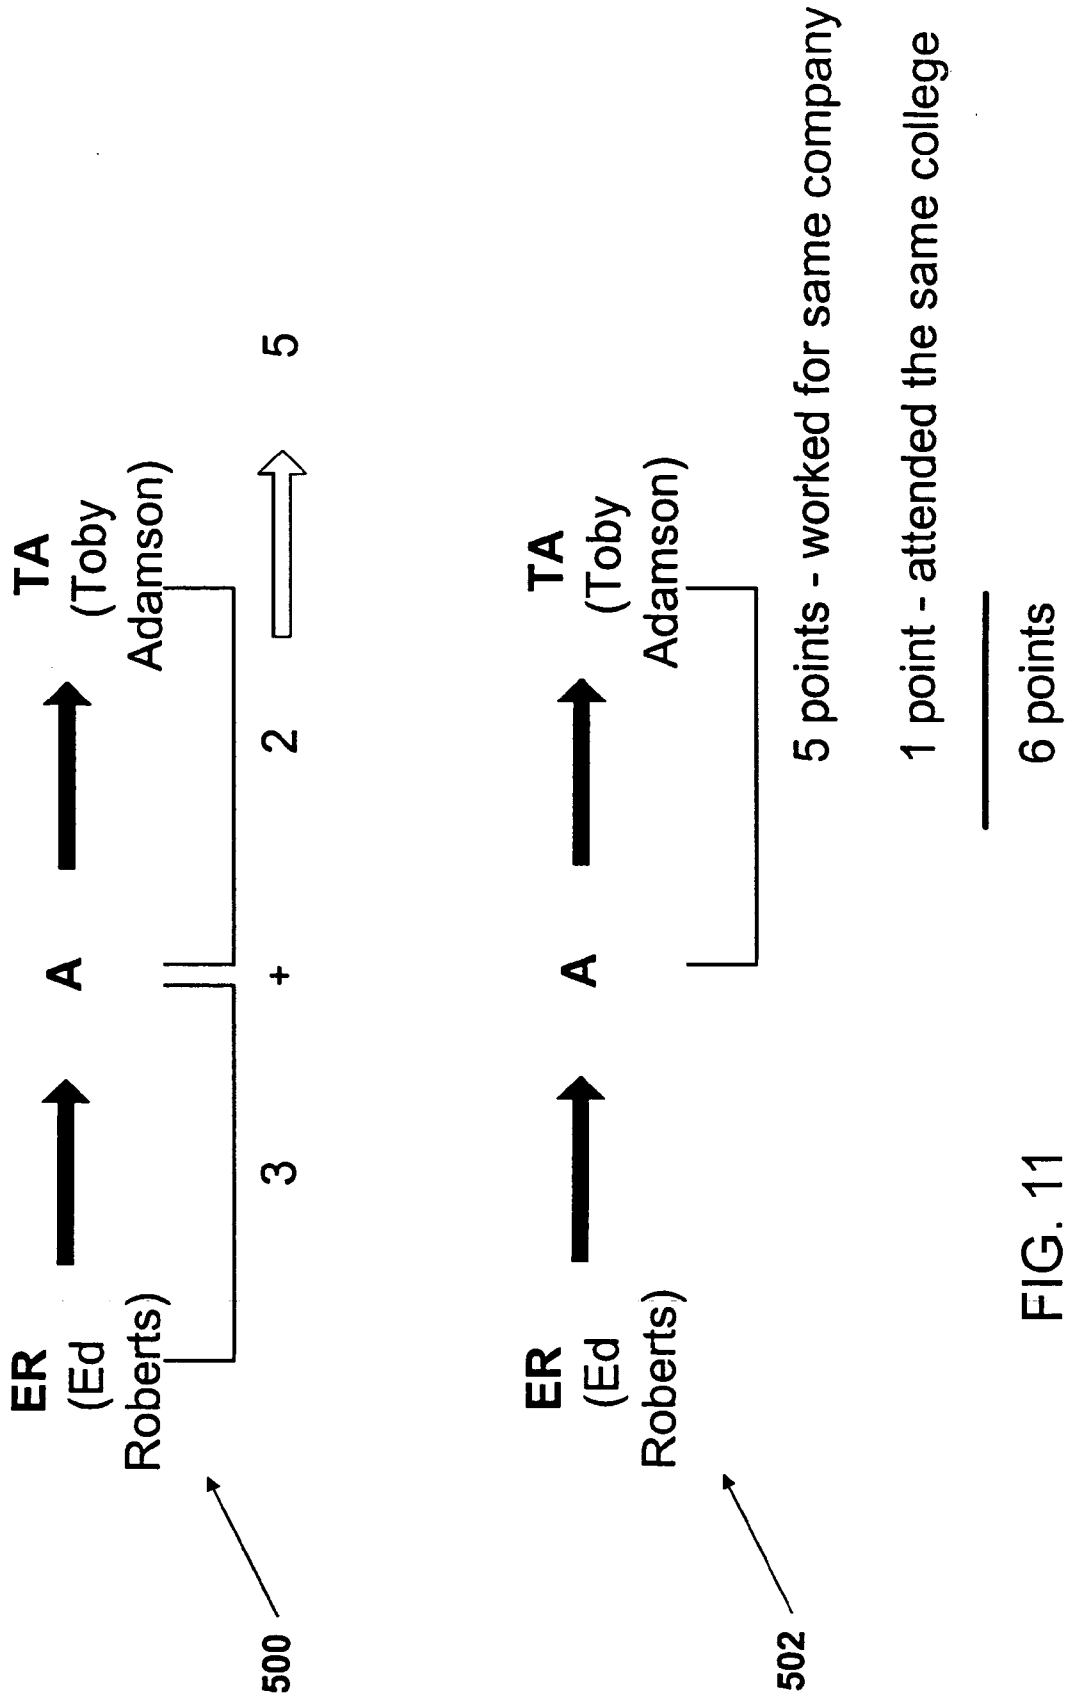 ER
(Ed
Roberts)
A
TA
(Toby
Adamson)
3
+
2
5
500
ER
(Ed
Roberts)
A
TA
(Toby
Adamson)
502
5 points - worked for same company
1 point - attended the same college
6 points
FIG. 11